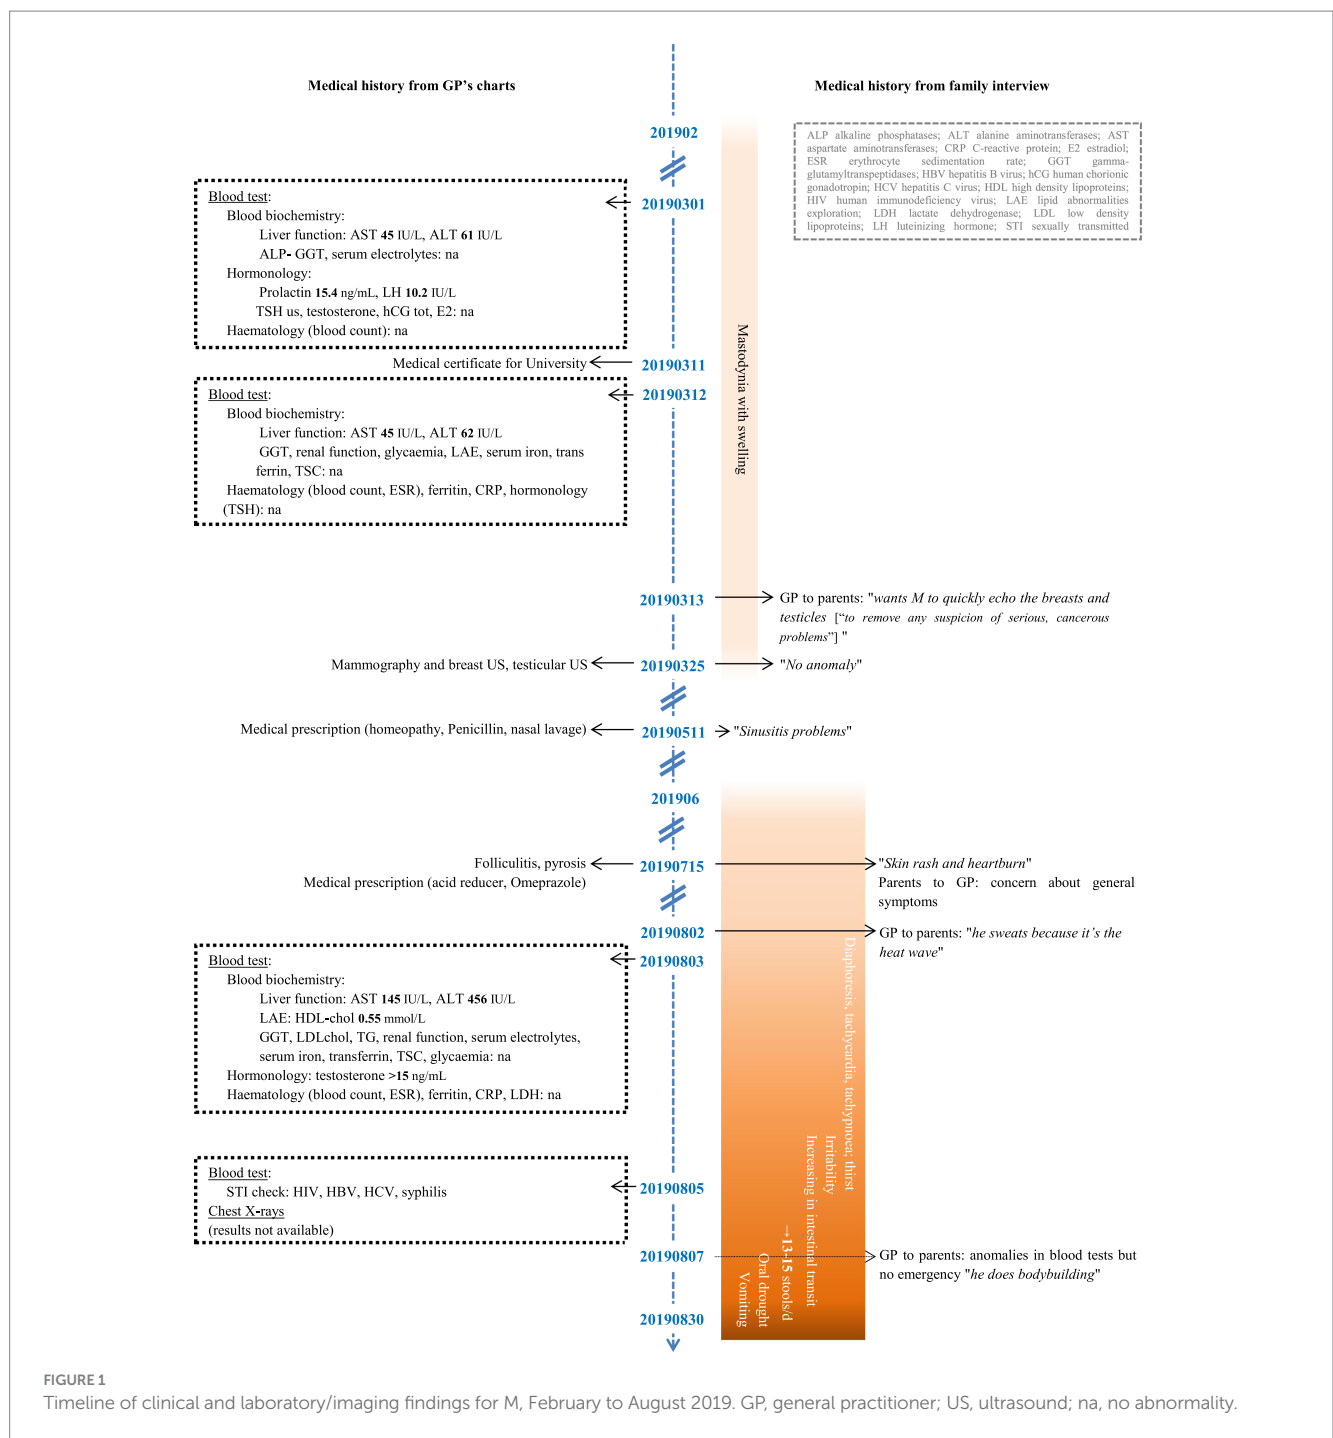 Medical history from GP's charts
Medical history from family interview
201902
ALP alkaline phosphatases; ALT alanine aminotransferases; AST
aspartate aminotransferases; CRP C-reactive protein; E2 estradiol;
ESR erythrocyte sedimentation rate; GGT gamma-
glutamyltranspeptidases; HBV hepatitis B virus; hCG human chorionic
gonadotropin; HCV hepatitis C virus; HDL high density lipoproteins;
HIV human immunodeficiency virus; LAE lipid abnormalities
exploration; LDH lactate dehydrogenase; LDL low density
lipoproteins; LH luteinizing hormone; STI sexually transmitted
20190301
Blood test:
Blood biochemistry:
Liver function: AST 45 IU/L, ALT 61 IU/L
ALP- GGT, serum electrolytes: na
Hormonology:
Prolactin 15.4 ng/mL, LH 10.2 IU/L
TSH us, testosterone, hCG tot, E2: na
Haematology (blood count): na
Mastodynia with swelling
Medical certificate for University
20190311
20190312
Blood test:
Blood biochemistry:
Liver function: AST 45 IU/L, ALT 62 IU/L
GGT, renal function, glycaemia, LAE, serum iron, trans
ferrin, TSC: na
Haematology (blood count, ESR), ferritin, CRP, hormonology
(TSH): na
20190313
GP to parents: "wants M to quickly echo the breasts and
testicles ["to remove any suspicion of serious, cancerous
problems"] "
Mammography and breast US, testicular US
20190325
"No anomaly"
Medical prescription (homeopathy, Penicillin, nasal lavage)
20190511
"Sinusitis problems"
201906
Folliculitis, pyrosis
Medical prescription (acid reducer, Omeprazole)
20190715
"Skin rash and heartburn"
Parents to GP: concern about general
symptoms
20190802
GP to parents: "he sweats because it's the
heat wave"
20190803
Blood test:
Blood biochemistry:
Liver function: AST 145 IU/L, ALT 456 IU/L
LAE: HDL-chol 0.55 mmol/L
GGT, LDLchol, TG, renal function, serum electrolytes,
serum iron, transferrin, TSC, glycaemia: na
Hormonology: testosterone >15 ng/mL
Haematology (blood count, ESR), ferritin, CRP, LDH: na
Diaphoresis, tachycardia, tachypnoea; thirst
Irritability
Increasing in intestinal transit
→13-15 stools/d
Oral drought
Vomiting
Blood test:
STI check: HIV, HBV, HCV, syphilis
Chest X-rays
(results not available)
20190805
20190807
GP to parents: anomalies in blood tests but
no emergency "he does bodybuilding"
20190830
FIGURE 1
Timeline of clinical and laboratory/imaging findings for M, February to August 2019. GP, general practitioner; US, ultrasound; na, no abnormality.